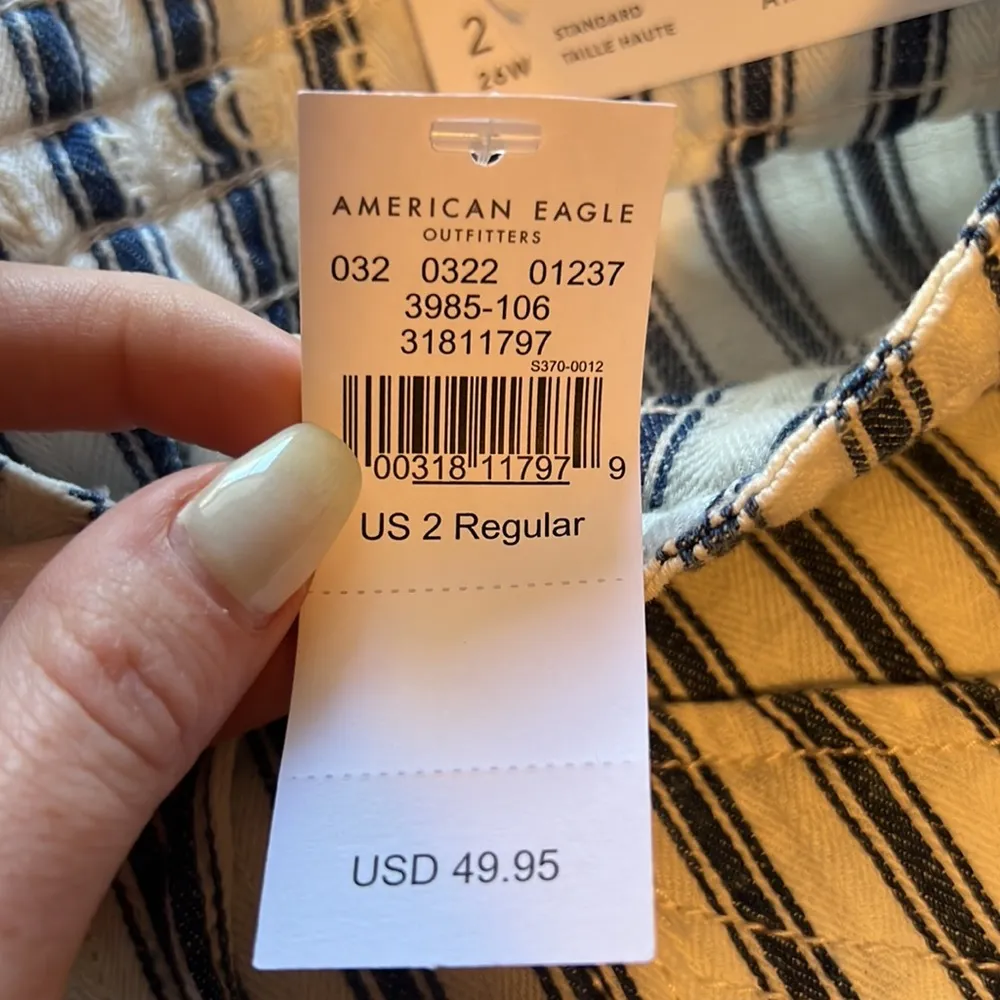 2
26W
STANDARD
TAILLE HAUTE
AMERICAN EAGLE
OUTFITTERS
032 0322 01237
3985-106
31811797
S370-0012
00318 11797 9
US 2 Regular
USD 49.95